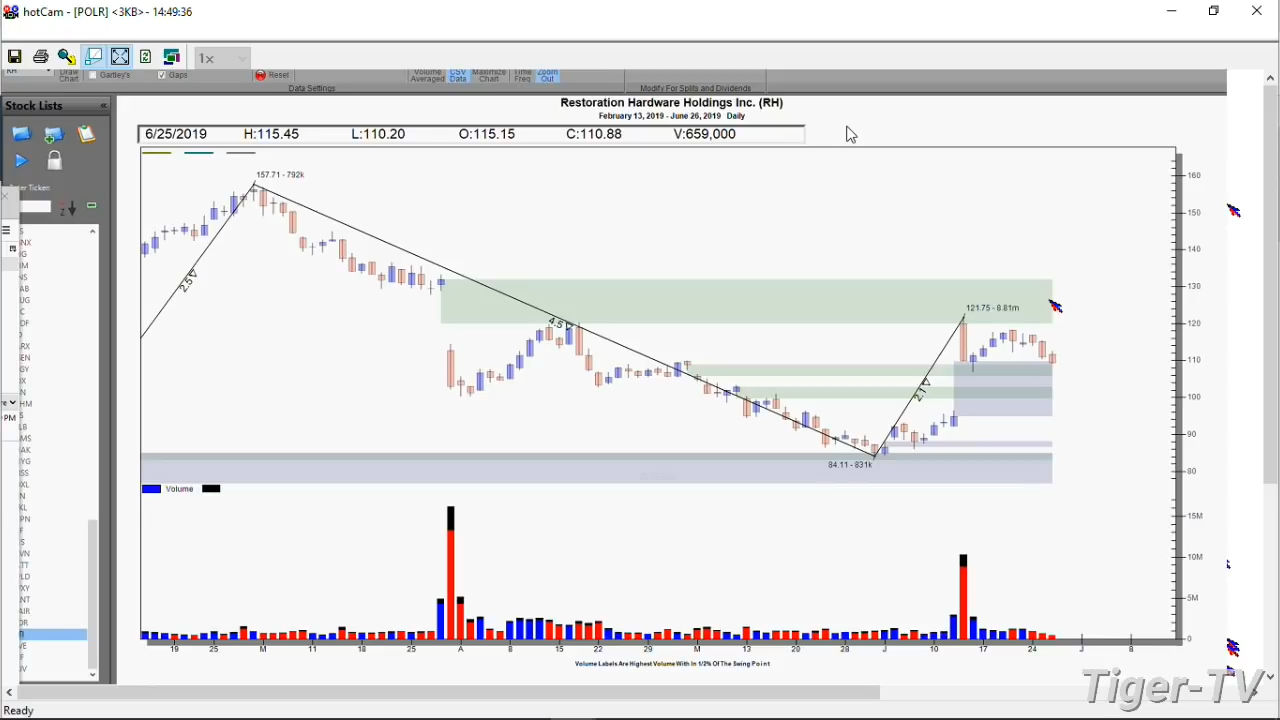 hotCam - [POLR] <3KB> - 14:49:36
1×
RH
Draw Chart
Gartley's
Gaps
Reset
Volume Averaged
CSV Data
Maximize Chart
Time Freq
Zoom Out
Data Settings
Modify For Splits and Dividends
Stock Lists
Restoration Hardware Holdings Inc. (RH)
February 13, 2019 - June 26, 2019 Daily
6/25/2019 H:115.45 L:110.20 O:115.15 C:110.88 V:659,000
157.71 - 792k
2.5
4.5
121.75 - 8.81m
2.1
84.11 - 831k
160
150
140
130
120
110
100
90
80
Volume
15M
10M
5M
0
19 25 M 11 18 25 A 8 15 22 29 M 13 20 28 J 10 17 24 J 8
Volume Labels Are Highest Volume With In 1/2% Of The Swing Point
Ticker:
PM
Tiger-TV
Ready